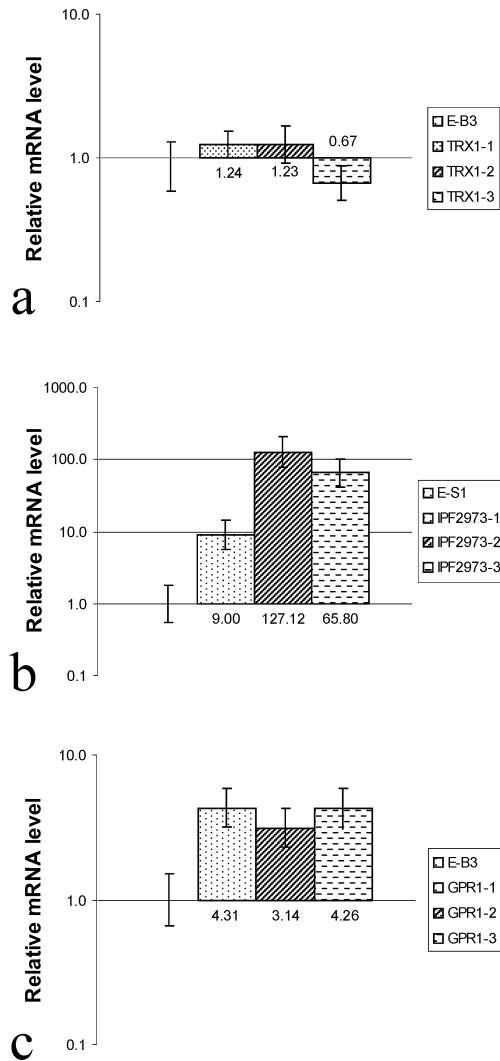 10.0
Relative mRNA level
1.0
0.1
0.67
1.24
1.23
E-B3
TRX1-1
TRX1-2
TRX1-3
a
1000.0
100.0
10.0
1.0
0.1
Relative mRNA level
9.00
127.12
65.80
E-S1
IPF2973-1
IPF2973-2
IPF2973-3
b
10.0
1.0
0.1
Relative mRNA level
4.31
3.14
4.26
E-B3
GPR1-1
GPR1-2
GPR1-3
c